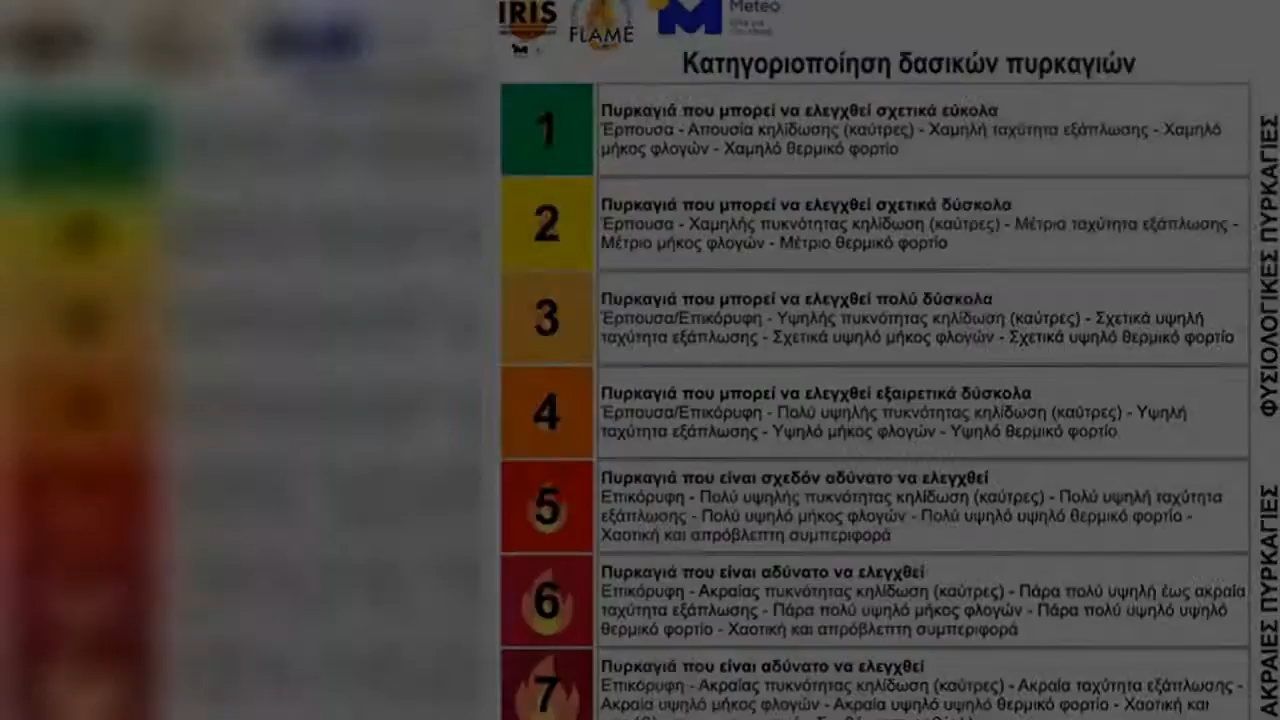 IRIS
FLAME
Meteo
Κατηγοριοποίηση δασικών πυρκαγιών
1
Πυρκαγιά που μπορεί να ελεγχθεί σχετικά εύκολα
Έρπουσα - Απουσία κηλίδωσης (καύτρες) - Χαμηλή ταχύτητα εξάπλωσης - Χαμηλό
μήκος φλογών - Χαμηλό θερμικό φορτίο
2
Πυρκαγιά που μπορεί να ελεγχθεί σχετικά δύσκολα
Έρπουσα - Χαμηλής πυκνότητας κηλίδωση (καύτρες) - Μέτρια ταχύτητα εξάπλωσης -
Μέτριο μήκος φλογών - Μέτριο θερμικό φορτίο
3
Πυρκαγιά που μπορεί να ελεγχθεί πολύ δύσκολα
Έρπουσα/Επικόρυφη - Υψηλής πυκνότητας κηλίδωση (καύτρες) - Σχετικά υψηλή
ταχύτητα εξάπλωσης - Σχετικά υψηλό μήκος φλογών - Σχετικά υψηλό θερμικό φορτίο
4
Πυρκαγιά που μπορεί να ελεγχθεί εξαιρετικά δύσκολα
Έρπουσα/Επικόρυφη - Πολύ υψηλής πυκνότητας κηλίδωση (καύτρες) - Υψηλή
ταχύτητα εξάπλωσης - Υψηλό μήκος φλογών - Υψηλό θερμικό φορτίο
ΦΥΣΙΟΛΟΓΙΚΕΣ ΠΥΡΚΑΓΙΕΣ
5
Πυρκαγιά που είναι σχεδόν αδύνατο να ελεγχθεί
Επικόρυφη - Πολύ υψηλής πυκνότητας κηλίδωση (καύτρες) - Πολύ υψηλή ταχύτητα
εξάπλωσης - Πολύ υψηλό μήκος φλογών - Πολύ υψηλό υψηλό θερμικό φορτίο -
Χαοτική και απρόβλεπτη συμπεριφορά
6
Πυρκαγιά που είναι αδύνατο να ελεγχθεί
Επικόρυφη - Ακραίας πυκνότητας κηλίδωση (καύτρες) - Πάρα πολύ υψηλή έως ακραία
ταχύτητα εξάπλωσης - Πάρα πολύ υψηλό μήκος φλογών - Πάρα πολύ υψηλό υψηλό
θερμικό φορτίο - Χαοτική και απρόβλεπτη συμπεριφορά
7
Πυρκαγιά που είναι αδύνατο να ελεγχθεί
Επικόρυφη - Ακραίας πυκνότητας κηλίδωση (καύτρες) - Ακραία ταχύτητα εξάπλωσης -
Ακραία υψηλό μήκος φλογών - Ακραία υψηλό υψηλό θερμικό φορτίο - Χαοτική και
ΑΚΡΑΙΕΣ ΠΥΡΚΑΓΙΕΣ